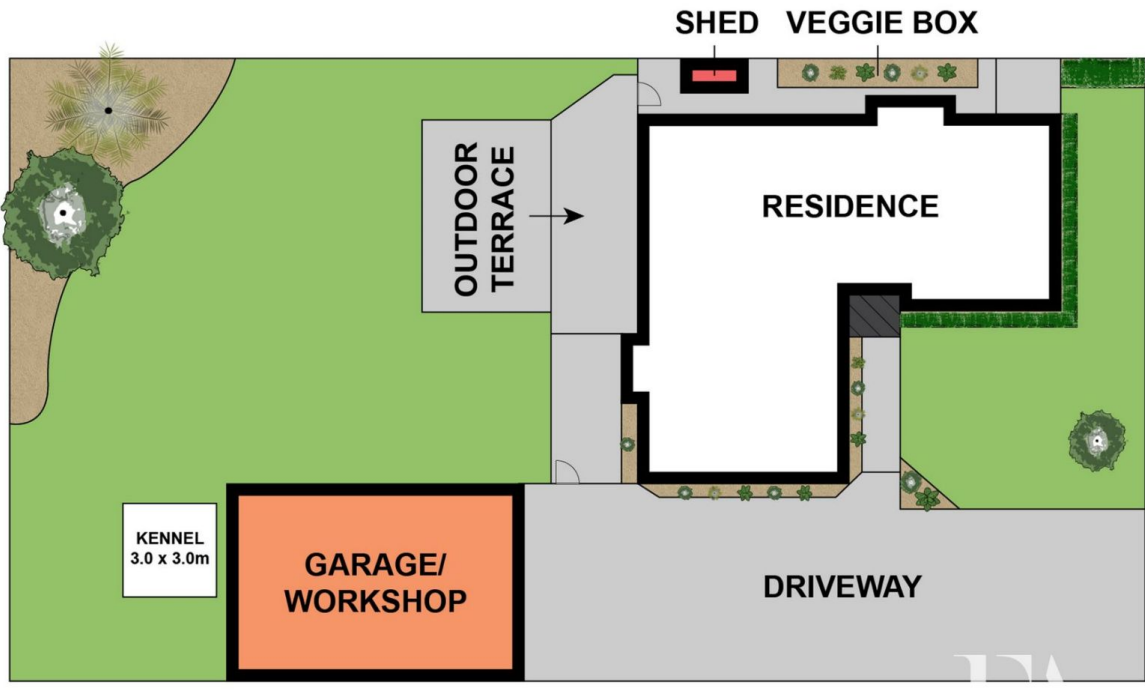 SHED
VEGGIE BOX
OUTDOOR
TERRACE
RESIDENCE
KENNEL
3.0 x 3.0m
GARAGE/
WORKSHOP
DRIVEWAY